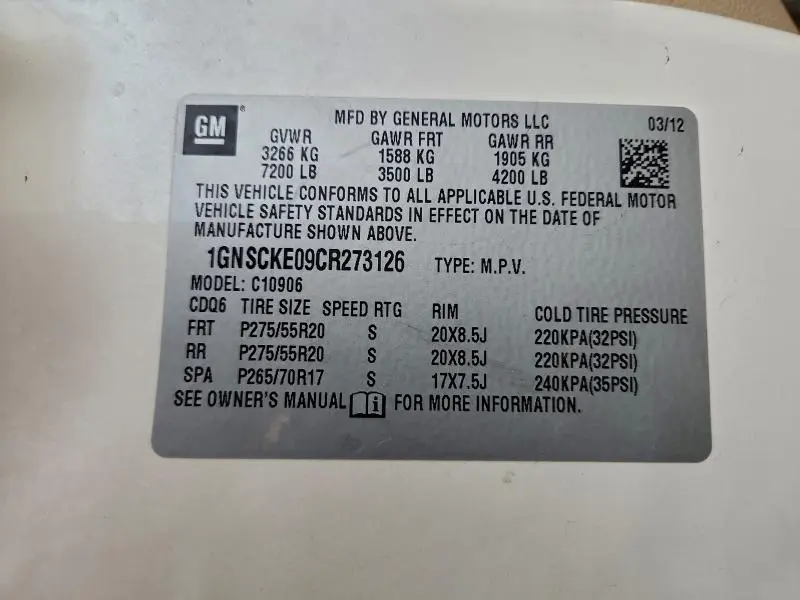 GM®
MFD BY GENERAL MOTORS LLC 03/12
GVWR GAWR FRT GAWR RR
3266 KG 1588 KG 1905 KG
7200 LB 3500 LB 4200 LB
THIS VEHICLE CONFORMS TO ALL APPLICABLE U.S. FEDERAL MOTOR
VEHICLE SAFETY STANDARDS IN EFFECT ON THE DATE OF
MANUFACTURE SHOWN ABOVE.
1GNSCKE09CR273126 TYPE: M.P.V.
MODEL: C10906
CDQ6 TIRE SIZE SPEED RTG RIM COLD TIRE PRESSURE
FRT P275/55R20 S 20X8.5J 220KPA(32PSI)
RR P275/55R20 S 20X8.5J 220KPA(32PSI)
SPA P265/70R17 S 17X7.5J 240KPA(35PSI)
SEE OWNER'S MANUAL i FOR MORE INFORMATION.